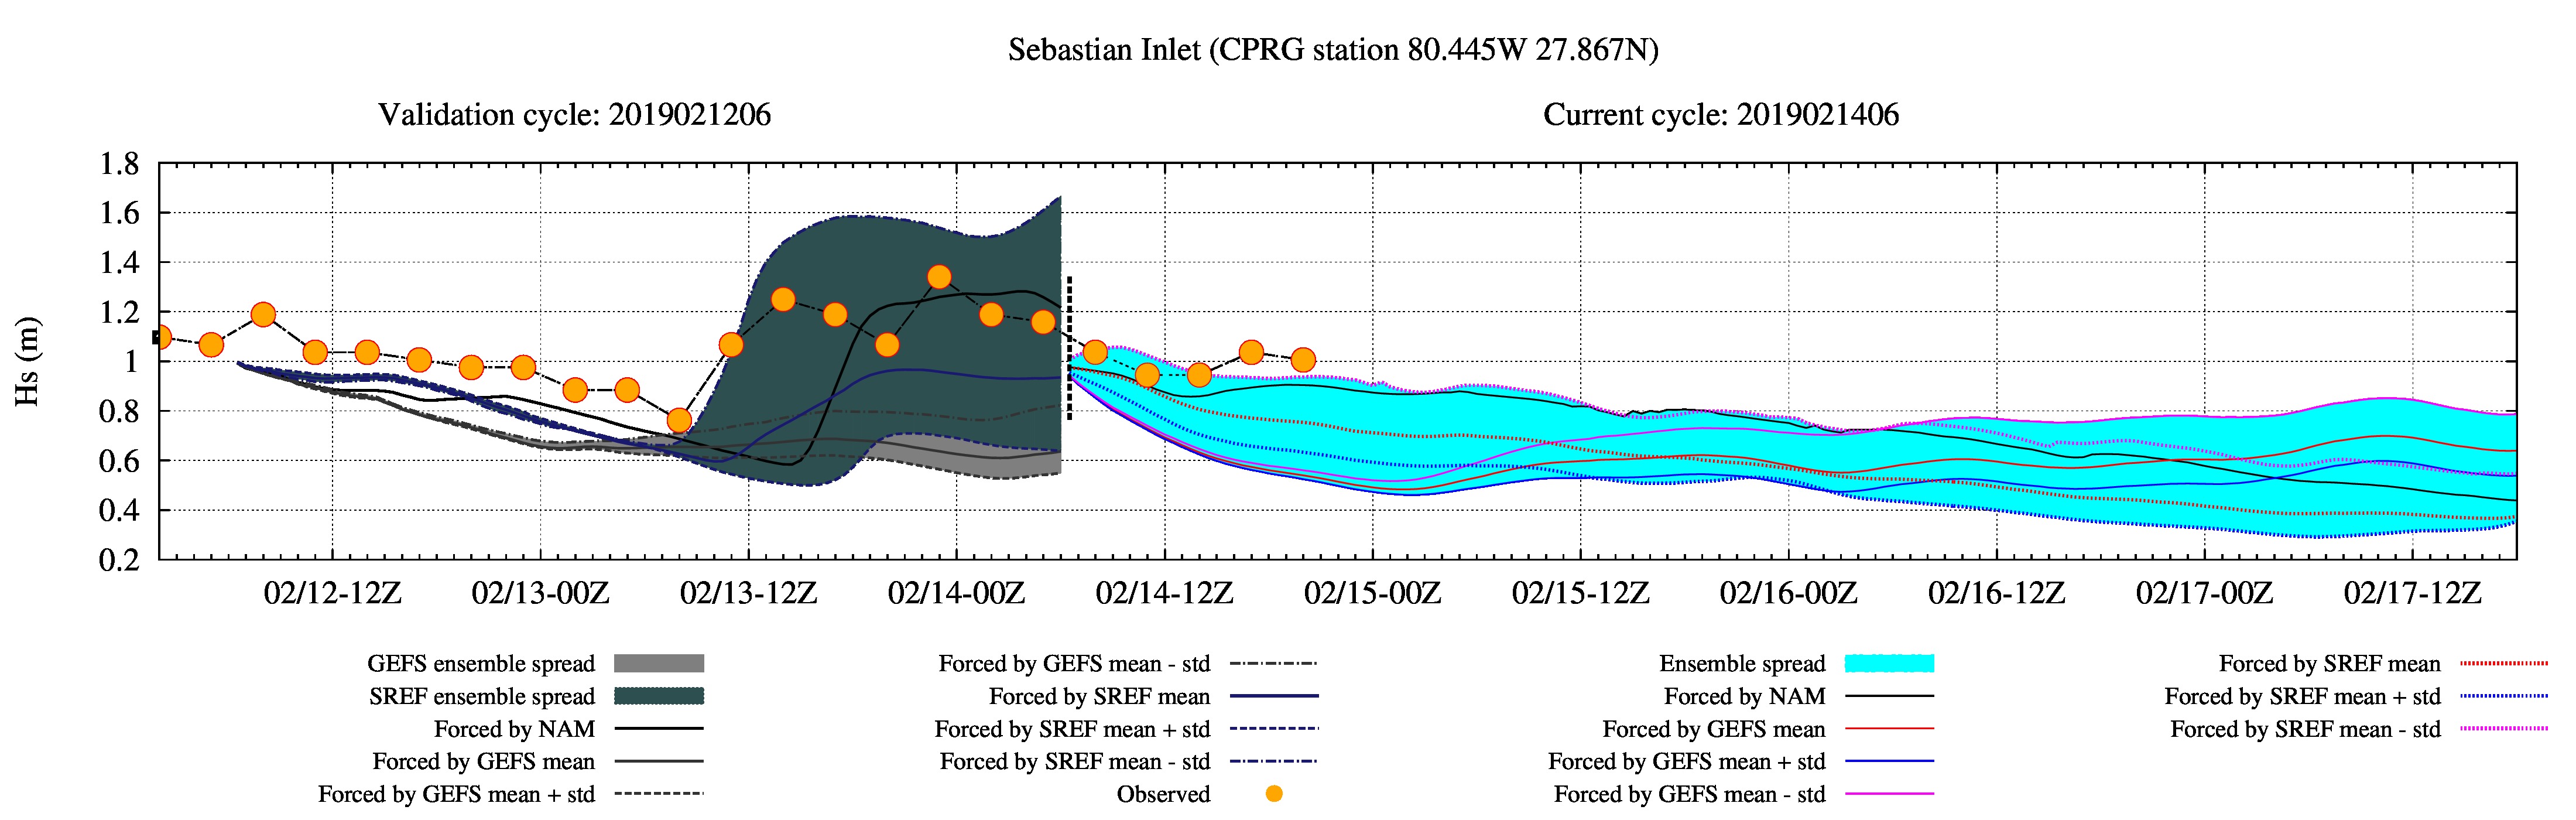 Sebastian Inlet (CPRG station 80.445W 27.867N)
Validation cycle: 2019021206
Current cycle: 2019021406
Hs (m)
1.8
1.6
1.4
1.2
1
0.8
0.6
0.4
0.2
02/12-12Z 02/13-00Z 02/13-12Z 02/14-00Z 02/14-12Z 02/15-00Z 02/15-12Z 02/16-00Z 02/16-12Z 02/17-00Z 02/17-12Z
GEFS ensemble spread
SREF ensemble spread
Forced by NAM
Forced by GEFS mean
Forced by GEFS mean + std
Forced by GEFS mean - std
Forced by SREF mean
Forced by SREF mean + std
Forced by SREF mean - std
Observed
Ensemble spread
Forced by NAM
Forced by GEFS mean
Forced by GEFS mean + std
Forced by GEFS mean - std
Forced by SREF mean
Forced by SREF mean + std
Forced by SREF mean - std